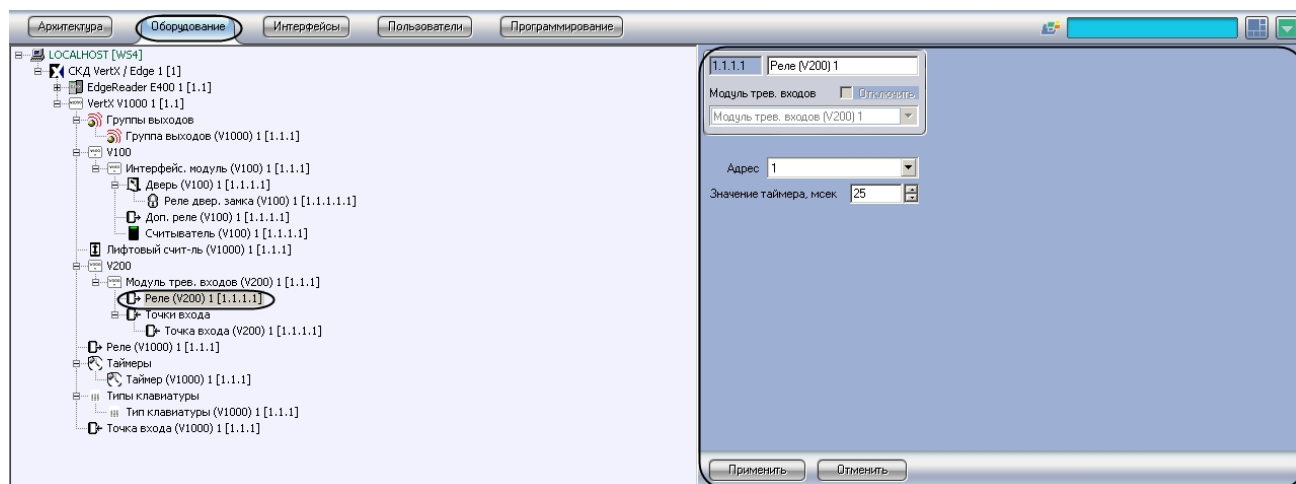 Архитектура Оборудование Интерфейсы Пользователи Программирование
LOCALHOST [WS4]
СКД VertX / Edge 1 [1]
EdgeReader E400 1 [1.1]
VertX V1000 1 [1.1]
Группы выходов
Группа выходов (V1000) 1 [1.1.1]
V100
Интерфейс. модуль (V100) 1 [1.1.1]
Дверь (V100) 1 [1.1.1.1]
Реле двер. замка (V100) 1 [1.1.1.1.1]
Доп. реле (V100) 1 [1.1.1.1]
Считыватель (V100) 1 [1.1.1.1]
Лифтовый счит-ль (V1000) 1 [1.1.1]
V200
Модуль трев. входов (V200) 1 [1.1.1]
Реле (V200) 1 [1.1.1.1]
Точки входа
Точка входа (V200) 1 [1.1.1.1]
Реле (V1000) 1 [1.1.1]
Таймеры
Таймер (V1000) 1 [1.1.1]
Типы клавиатуры
Тип клавиатуры (V1000) 1 [1.1.1]
Точка входа (V1000) 1 [1.1.1]
1.1.1.1 Реле (V200) 1
Модуль трев. входов Отключить
Модуль трев. входов (V200) 1
Адрес 1
Значение таймера, мсек 25
Применить Отменить